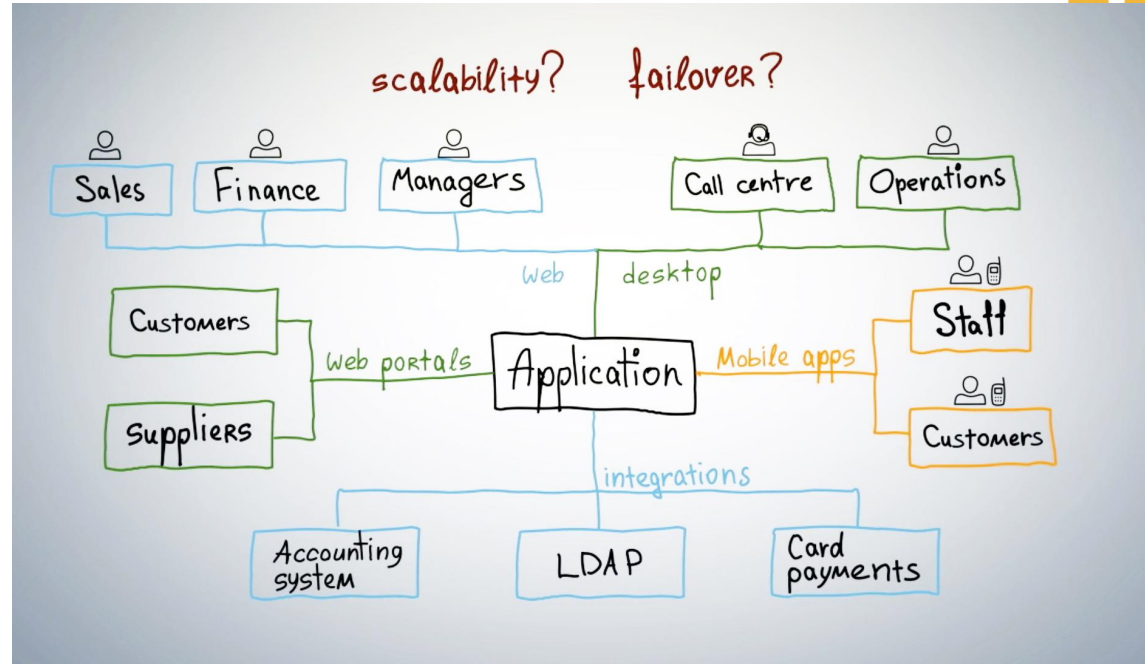 scalability? failover?
Sales
Finance
Managers
Call centre
Operations
web
desktop
Customers
Suppliers
web portals
Application
Mobile apps
Staff
Customers
integrations
Accounting
system
LDAP
Card
payments